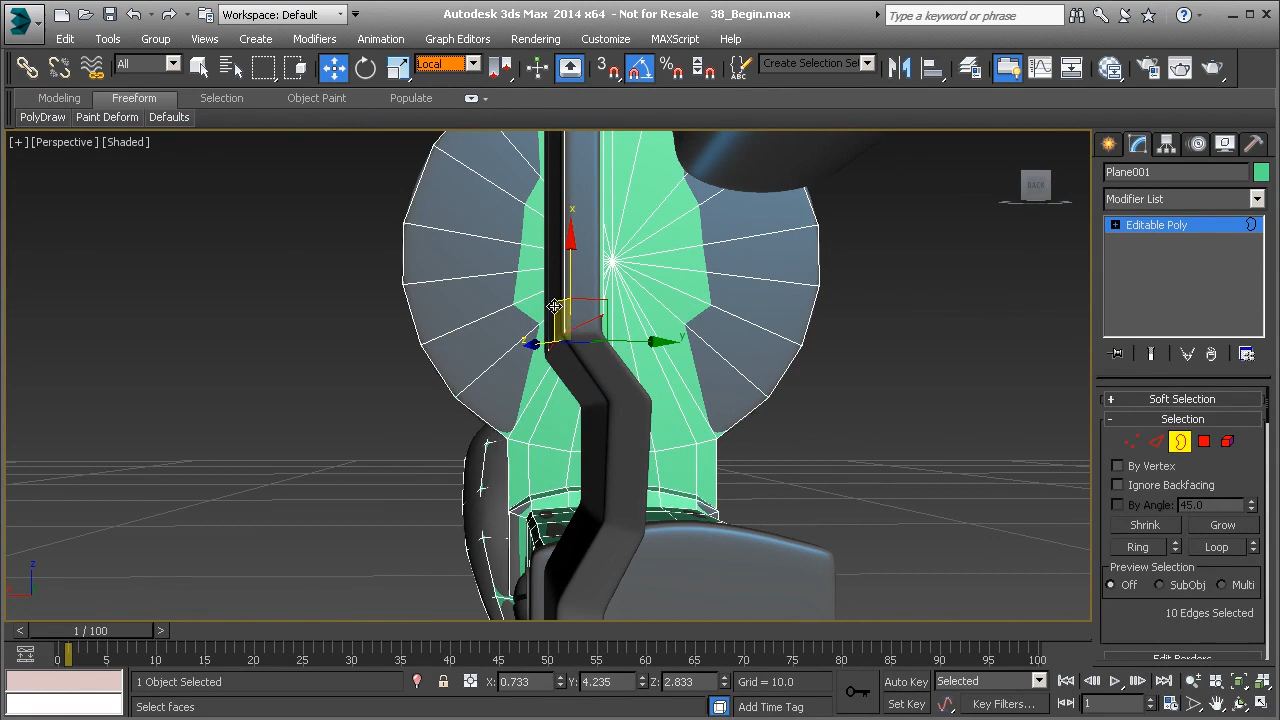 Workspace: Default
Autodesk 3ds Max 2014 x64 - Not for Resale 38_Begin.max
Type a keyword or phrase
Edit Tools Group Views Create Modifiers Animation Graph Editors Rendering Customize MAXScript Help
All
Local
3
Create Selection Se
Modeling Freeform Selection Object Paint Populate
PolyDraw Paint Deform Defaults
[+] [Perspective] [Shaded]
BACK
x
y
z
Plane001
Modifier List
Editable Poly
+ Soft Selection
- Selection
By Vertex
Ignore Backfacing
By Angle: 45.0
Shrink Grow
Ring Loop
Preview Selection
Off SubObj Multi
10 Edges Selected
Edit Borders
< 1 / 100 >
0 5 10 15 20 25 30 35 40 45 50 55 60 65 70 75 80 85 90 95 100
1 Object Selected X: 0.733 Y: 4.235 Z: 2.833 Grid = 10.0 Auto Key Selected
Select faces Add Time Tag Set Key Key Filters... 1